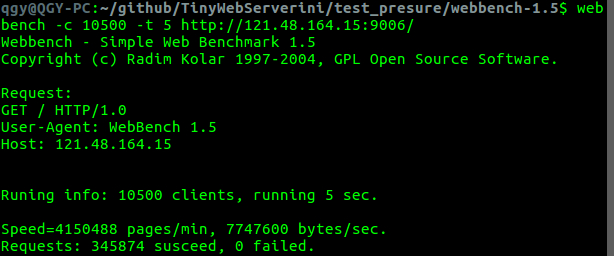 qgy@QGY-PC:~/github/TinyWebServerini/test_presure/webbench-1.5$ web
bench -c 10500 -t 5 http://121.48.164.15:9006/
Webbench - Simple Web Benchmark 1.5
Copyright (c) Radim Kolar 1997-2004, GPL Open Source Software.
Request:
GET / HTTP/1.0
User-Agent: WebBench 1.5
Host: 121.48.164.15
Runing info: 10500 clients, running 5 sec.
Speed=4150488 pages/min, 7747600 bytes/sec.
Requests: 345874 susceed, 0 failed.